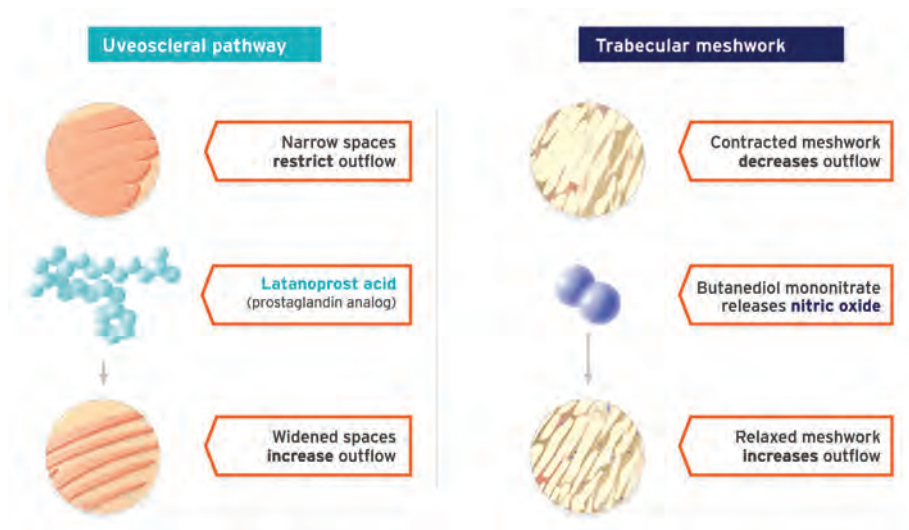 Uveoscleral pathway
Narrow spaces
restrict outflow
Latanoprost acid
(prostaglandin analog)
Widened spaces
increase outflow
Trabecular meshwork
Contracted meshwork
decreases outflow
Butanediol mononitrate
releases nitric oxide
Relaxed meshwork
increases outflow